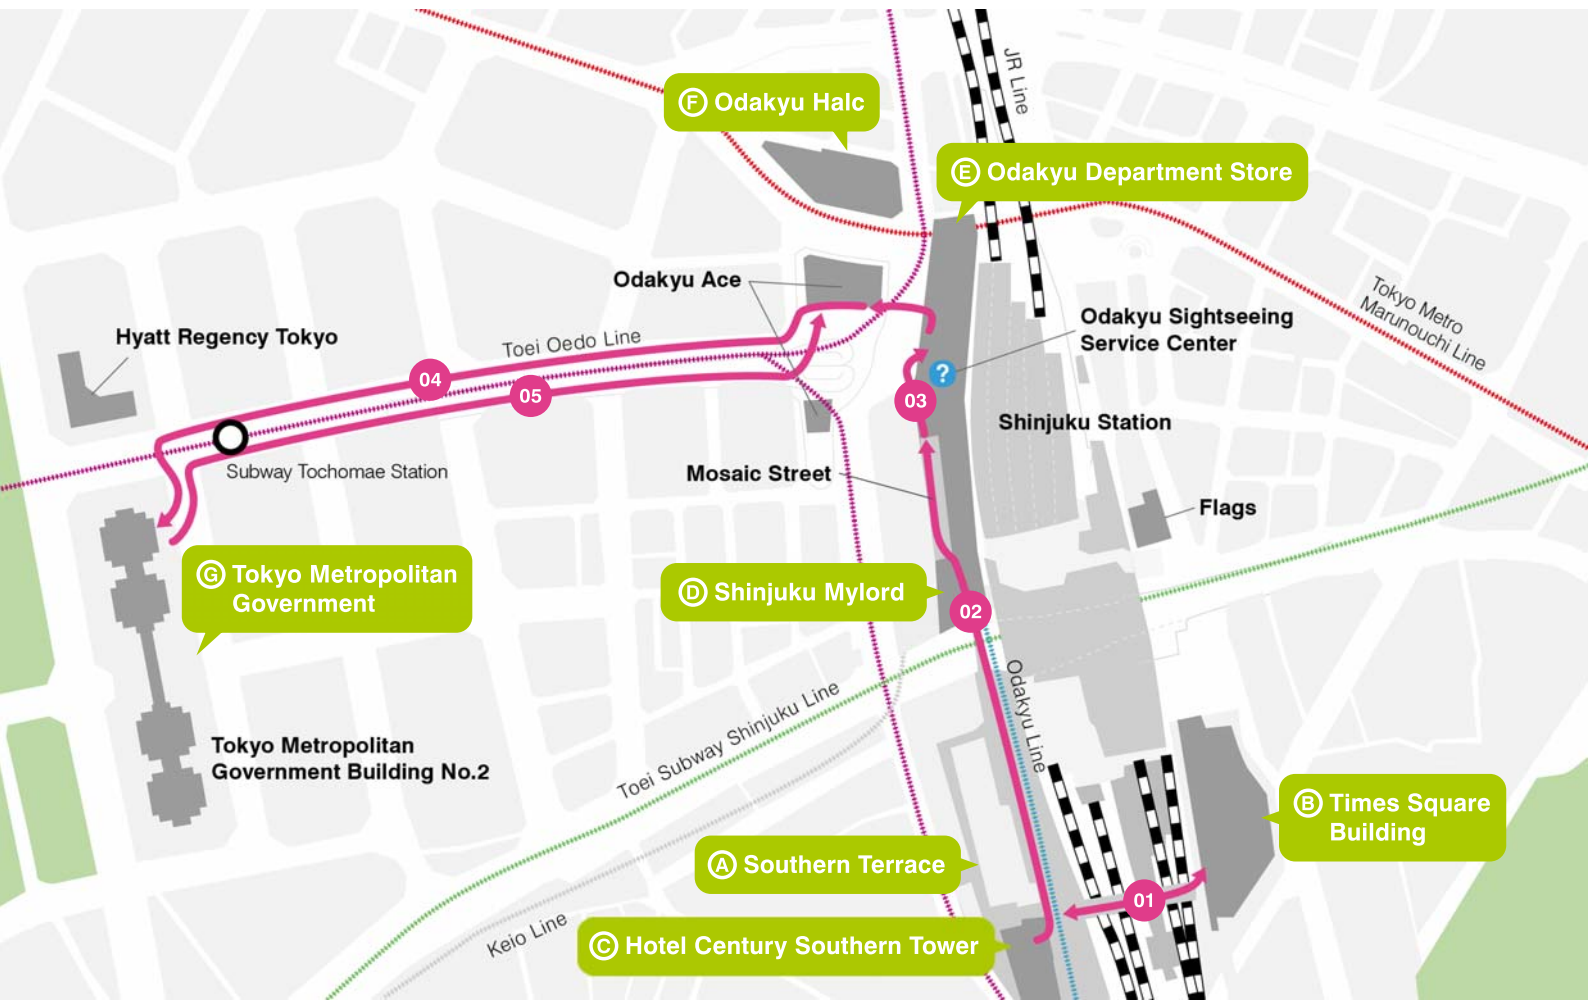 JR Line
F Odakyu Halc
E Odakyu Department Store
Odakyu Ace
Hyatt Regency Tokyo
Toei Oedo Line
Odakyu Sightseeing
Service Center
Tokyo Metro
Marunouchi Line
?
04
05
03
Shinjuku Station
Subway Tochomae Station
Mosaic Street
Flags
G Tokyo Metropolitan
Government
D Shinjuku Mylord
02
Odakyu Line
Toei Subway Shinjuku Line
Tokyo Metropolitan
Government Building No.2
B Times Square
Building
A Southern Terrace
01
Keio Line
C Hotel Century Southern Tower